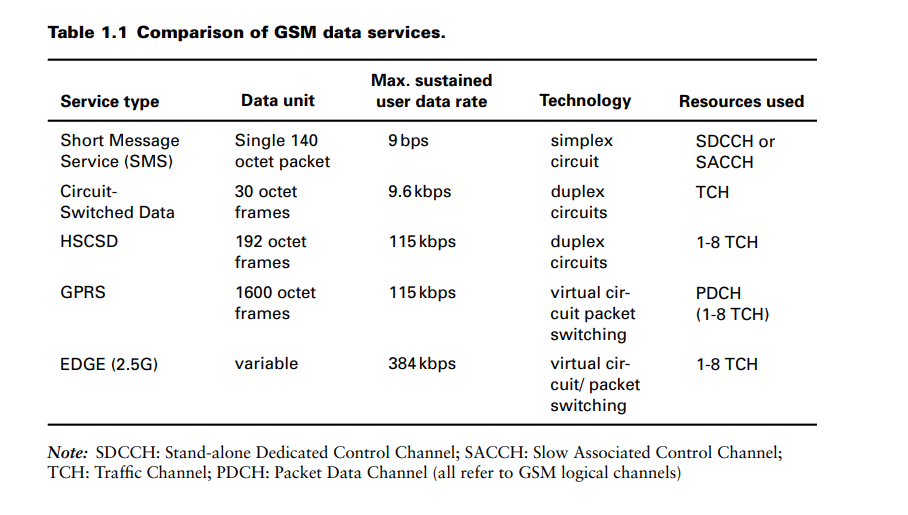 Table 1.1 Comparison of GSM data services.
Max. sustained
Service type Data unit user data rate Technology Resources used
Short Message Single 140 9 bps simplex SDCCH or
Service (SMS) octet packet circuit SACCH
Circuit- 30 octet 9.6 kbps duplex TCH
Switched Data frames circuits
HSCSD 192 octet 115 kbps duplex 1-8 TCH
frames circuits
GPRS 1600 octet 115 kbps virtual cir- PDCH
frames cuit packet (1-8 TCH)
switching
EDGE (2.5G) variable 384 kbps virtual cir- 1-8 TCH
cuit/ packet
switching
Note: SDCCH: Stand-alone Dedicated Control Channel; SACCH: Slow Associated Control Channel;
TCH: Traffic Channel; PDCH: Packet Data Channel (all refer to GSM logical channels)